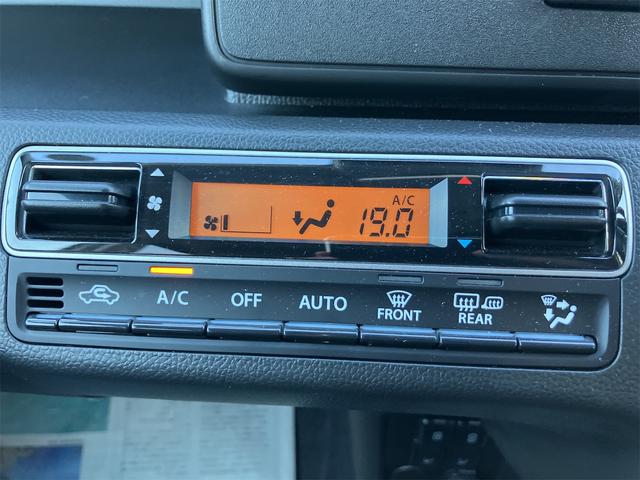 A/C
19.0
A/C
OFF
AUTO
FRONT
REAR